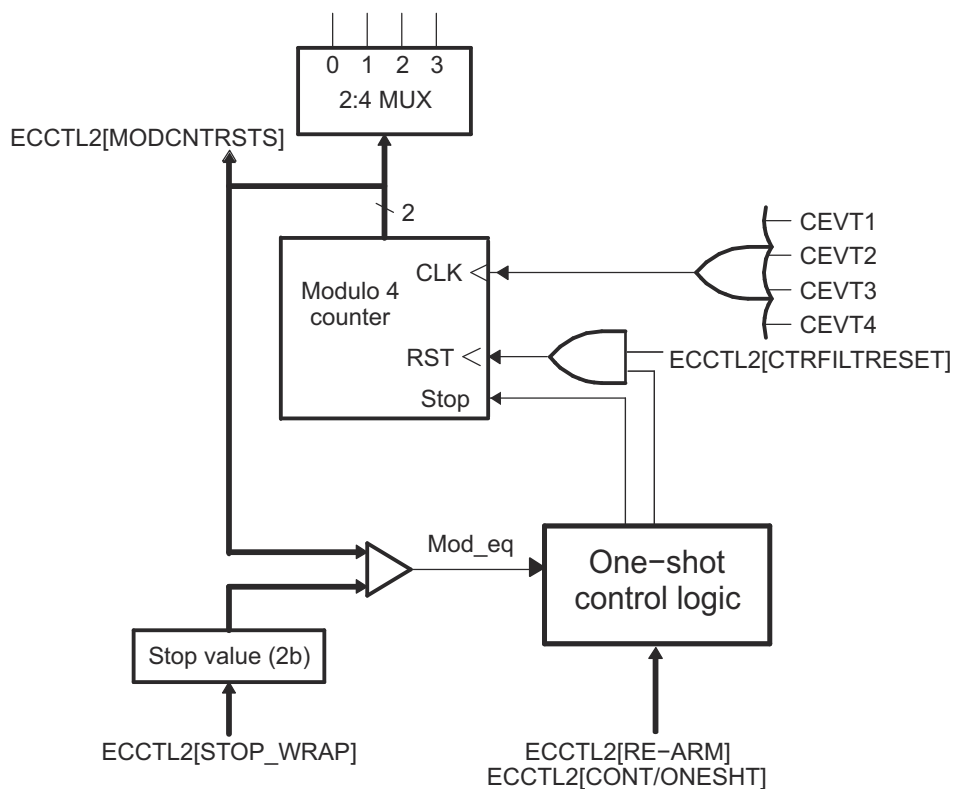 0 1 2 3
2:4 MUX
ECCTL2[MODCNTRSTS]
2
CEVT1
CEVT2
CEVT3
CEVT4
CLK
Modulo 4
counter
RST
ECCTL2[CTRFILTRESET]
Stop
Mod_eq
One−shot
control logic
Stop value (2b)
ECCTL2[STOP_WRAP]
ECCTL2[RE−ARM]
ECCTL2[CONT/ONESHT]